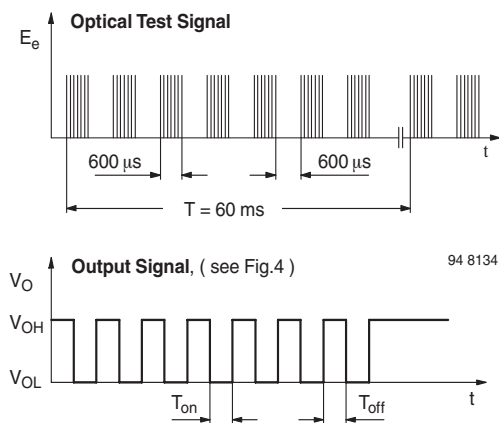 Optical Test Signal
Ee
600 μs
600 μs
t
T = 60 ms
94 8134
Output Signal, ( see Fig.4 )
VO
VOH
VOL
Ton
Toff
t